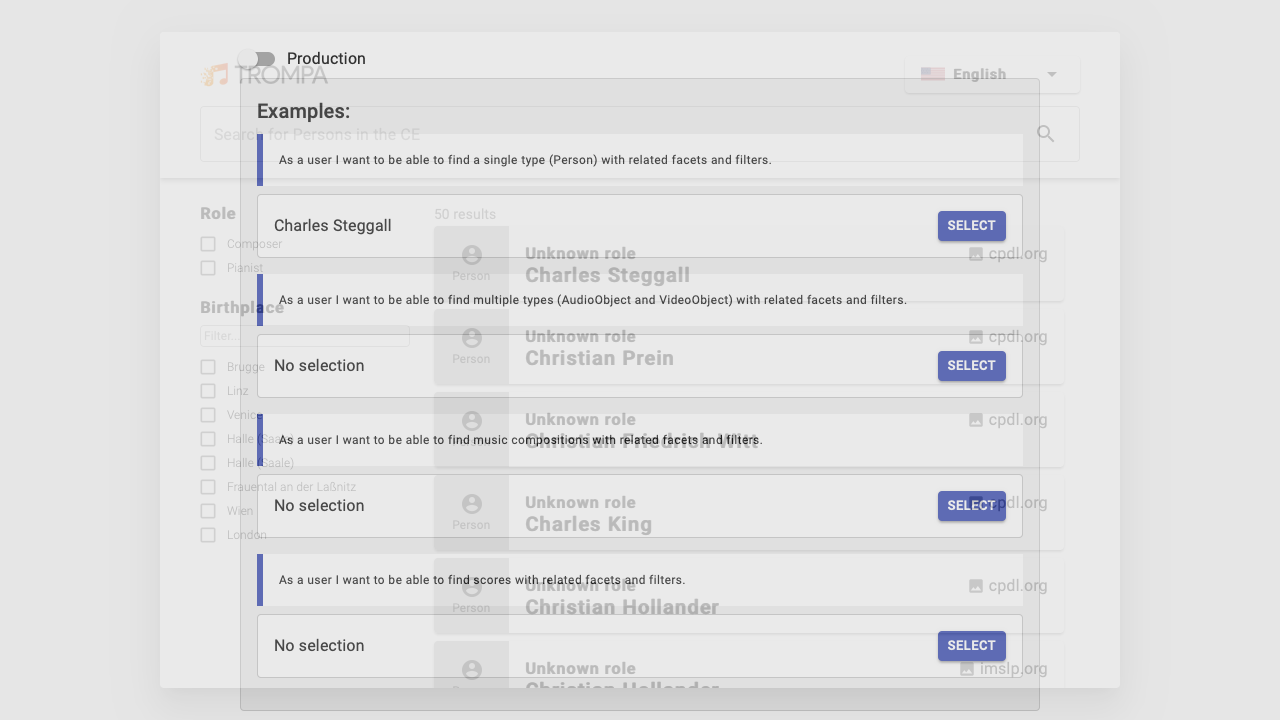 Production
TROMPA
English
Examples:
Search for Persons in the CE
As a user I want to be able to find a single type (Person) with related facets and filters.
Charles Steggall
SELECT
As a user I want to be able to find multiple types (AudioObject and VideoObject) with related facets and filters.
No selection
SELECT
As a user I want to be able to find music compositions with related facets and filters.
No selection
SELECT
As a user I want to be able to find scores with related facets and filters.
No selection
SELECT
Role
Composer
Pianist
Birthplace
Filter...
Brugge
Linz
Venice
Halle (Saale)
Halle (Saale)
Frauental an der Laßnitz
Wien
London
50 results
Person
Unknown role
Charles Steggall
cpdl.org
Person
Unknown role
Christian Prein
cpdl.org
Unknown role
Christian Friedrich Witt
cpdl.org
Person
Unknown role
Charles King
cpdl.org
Person
Unknown role
Christian Hollander
cpdl.org
Unknown role
Christian Hollander
imslp.org